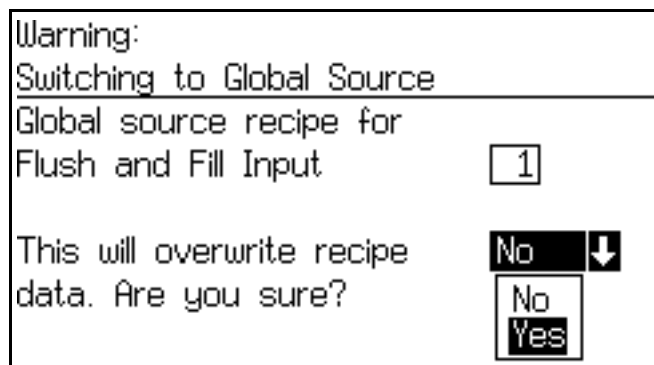 Warning:
Switching to Global Source
Global source recipe for
Flush and Fill Input 1
This will overwrite recipe No
data. Are you sure? No
Yes